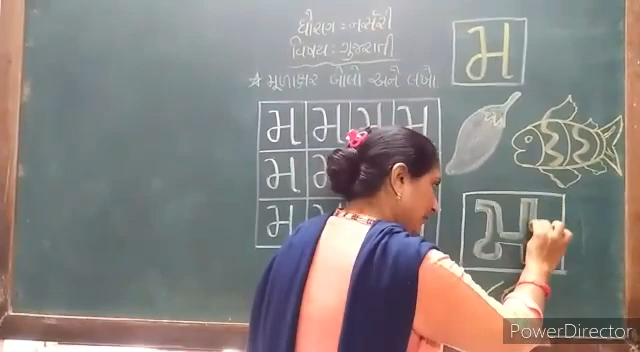 ધોરણ : નર્સરી
વિષય : ગુજરાતી
☆ મૂળાક્ષર બોલો અને લખો.
મ
મ મ મ મ
મ મ
મ
મ
PowerDirector